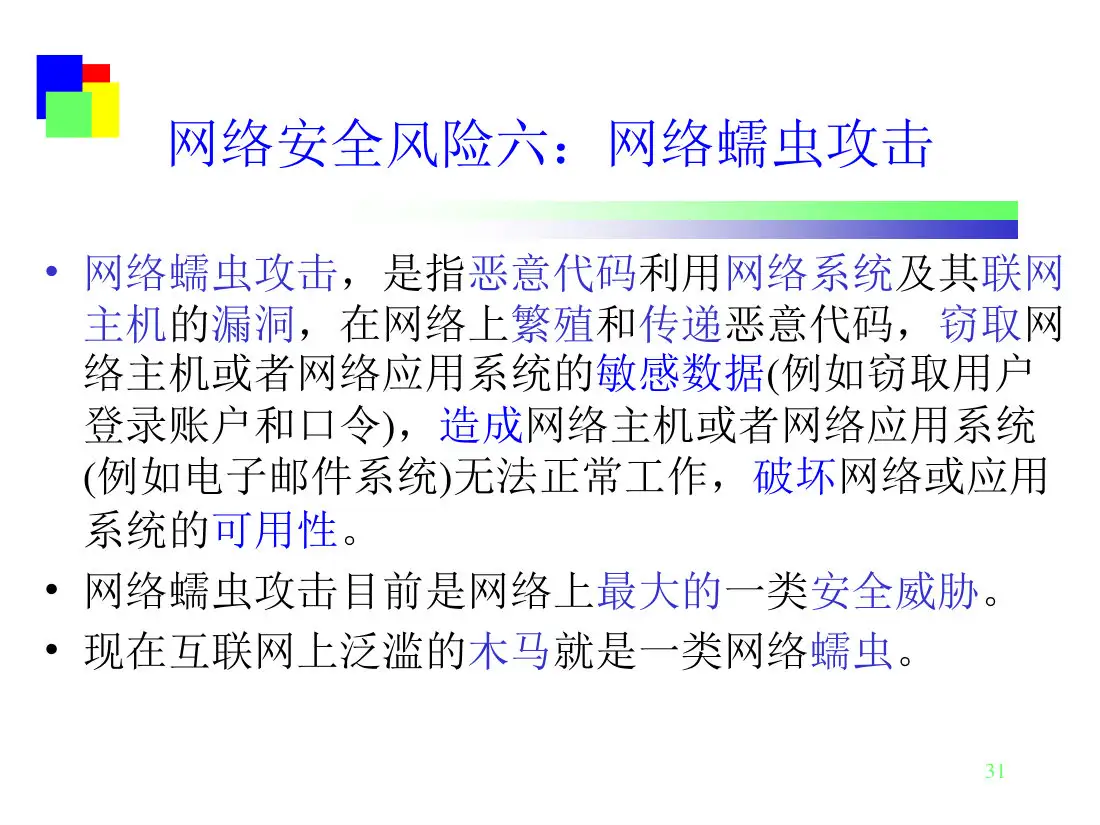 网络安全风险六：网络蠕虫攻击
• 网络蠕虫攻击，是指恶意代码利用网络系统及其联网
主机的漏洞，在网络上繁殖和传递恶意代码，窃取网
络主机或者网络应用系统的敏感数据(例如窃取用户
登录账户和口令)，造成网络主机或者网络应用系统
(例如电子邮件系统)无法正常工作，破坏网络或应用
系统的可用性。
• 网络蠕虫攻击目前是网络上最大的一类安全威胁。
• 现在互联网上泛滥的木马就是一类网络蠕虫。
31